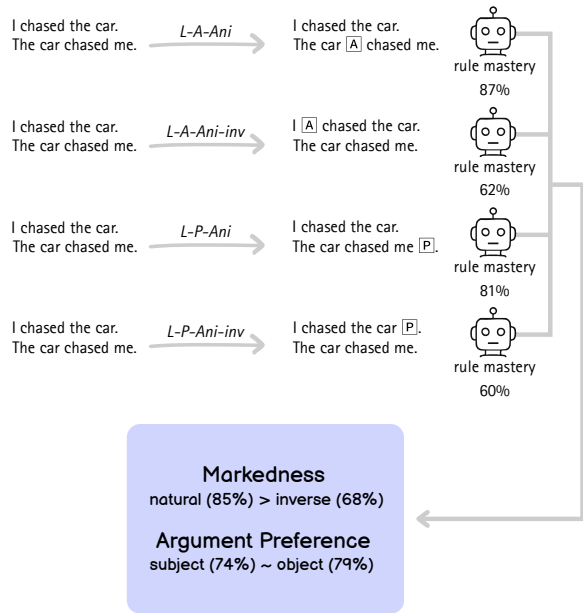 I chased the car.
The car chased me.
L-A-Ani
I chased the car.
The car A chased me.
rule mastery
87%
I chased the car.
The car chased me.
L-A-Ani-inv
I A chased the car.
The car chased me.
rule mastery
62%
I chased the car.
The car chased me.
L-P-Ani
I chased the car.
The car chased me P.
rule mastery
81%
I chased the car.
The car chased me.
L-P-Ani-inv
I chased the car P.
The car chased me.
rule mastery
60%
Markedness
natural (85%) > inverse (68%)
Argument Preference
subject (74%) ~ object (79%)